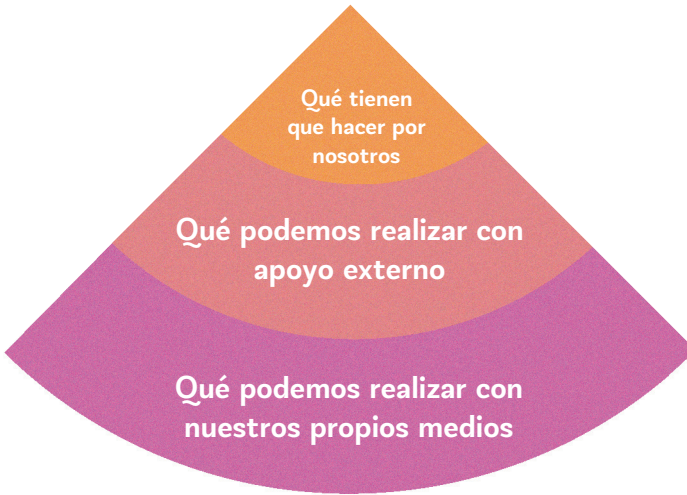 Qué tienen
que hacer por
nosotros
Qué podemos realizar con
apoyo externo
Qué podemos realizar con
nuestros propios medios